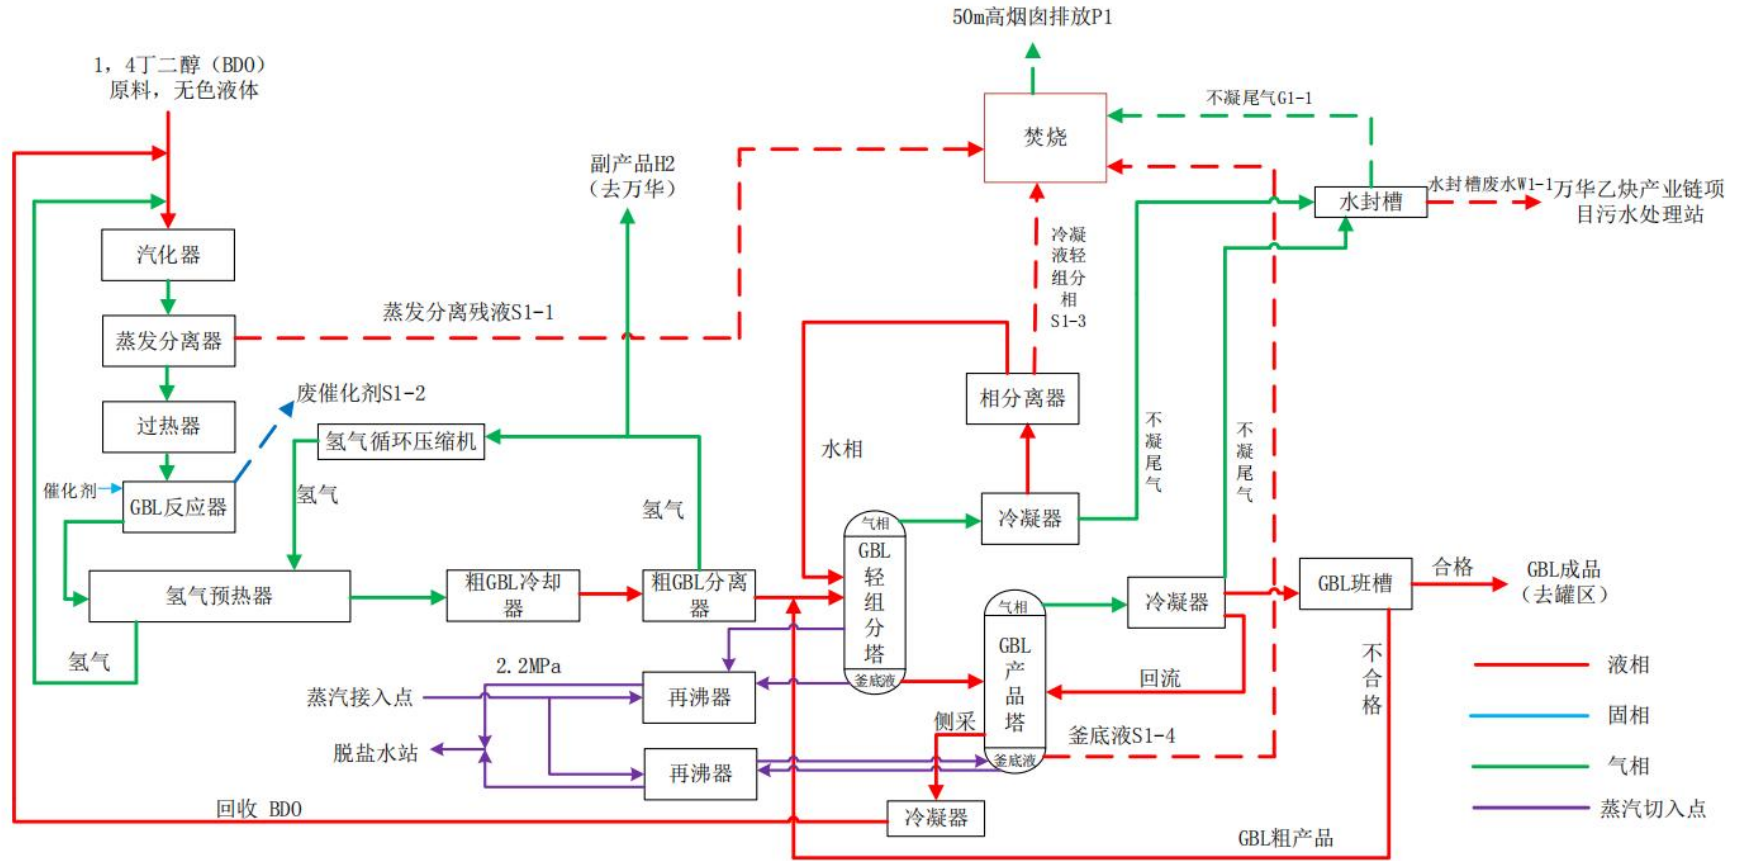 50m高烟囱排放P1
1，4丁二醇（BDO）
原料，无色液体
不凝尾气G1-1
焚烧
副产品H2
（去万华）
水封槽
水封槽废水W1-1
万华乙炔产业链项
目污水处理站
汽化器
冷凝
液轻
组分
相
S1-3
蒸发分离残液S1-1
蒸发分离器
废催化剂S1-2
相分离器
过热器
氢气循环压缩机
水相
不
凝
尾
气
不
凝
尾
气
催化剂
GBL反应器
氢气
氢气
气相
冷凝器
GBL
轻
组
分
塔
釜底液
氢气预热器
粗GBL冷却
器
粗GBL分离
器
气相
冷凝器
GBL班槽
合格
GBL成品
（去罐区）
氢气
2.2MPa
蒸汽接入点
再沸器
GBL
产
品
塔
釜底液
回流
不
合
格
液相
侧采
固相
釜底液S1-4
脱盐水站
再沸器
气相
回收 BDO
冷凝器
蒸汽切入点
GBL粗产品